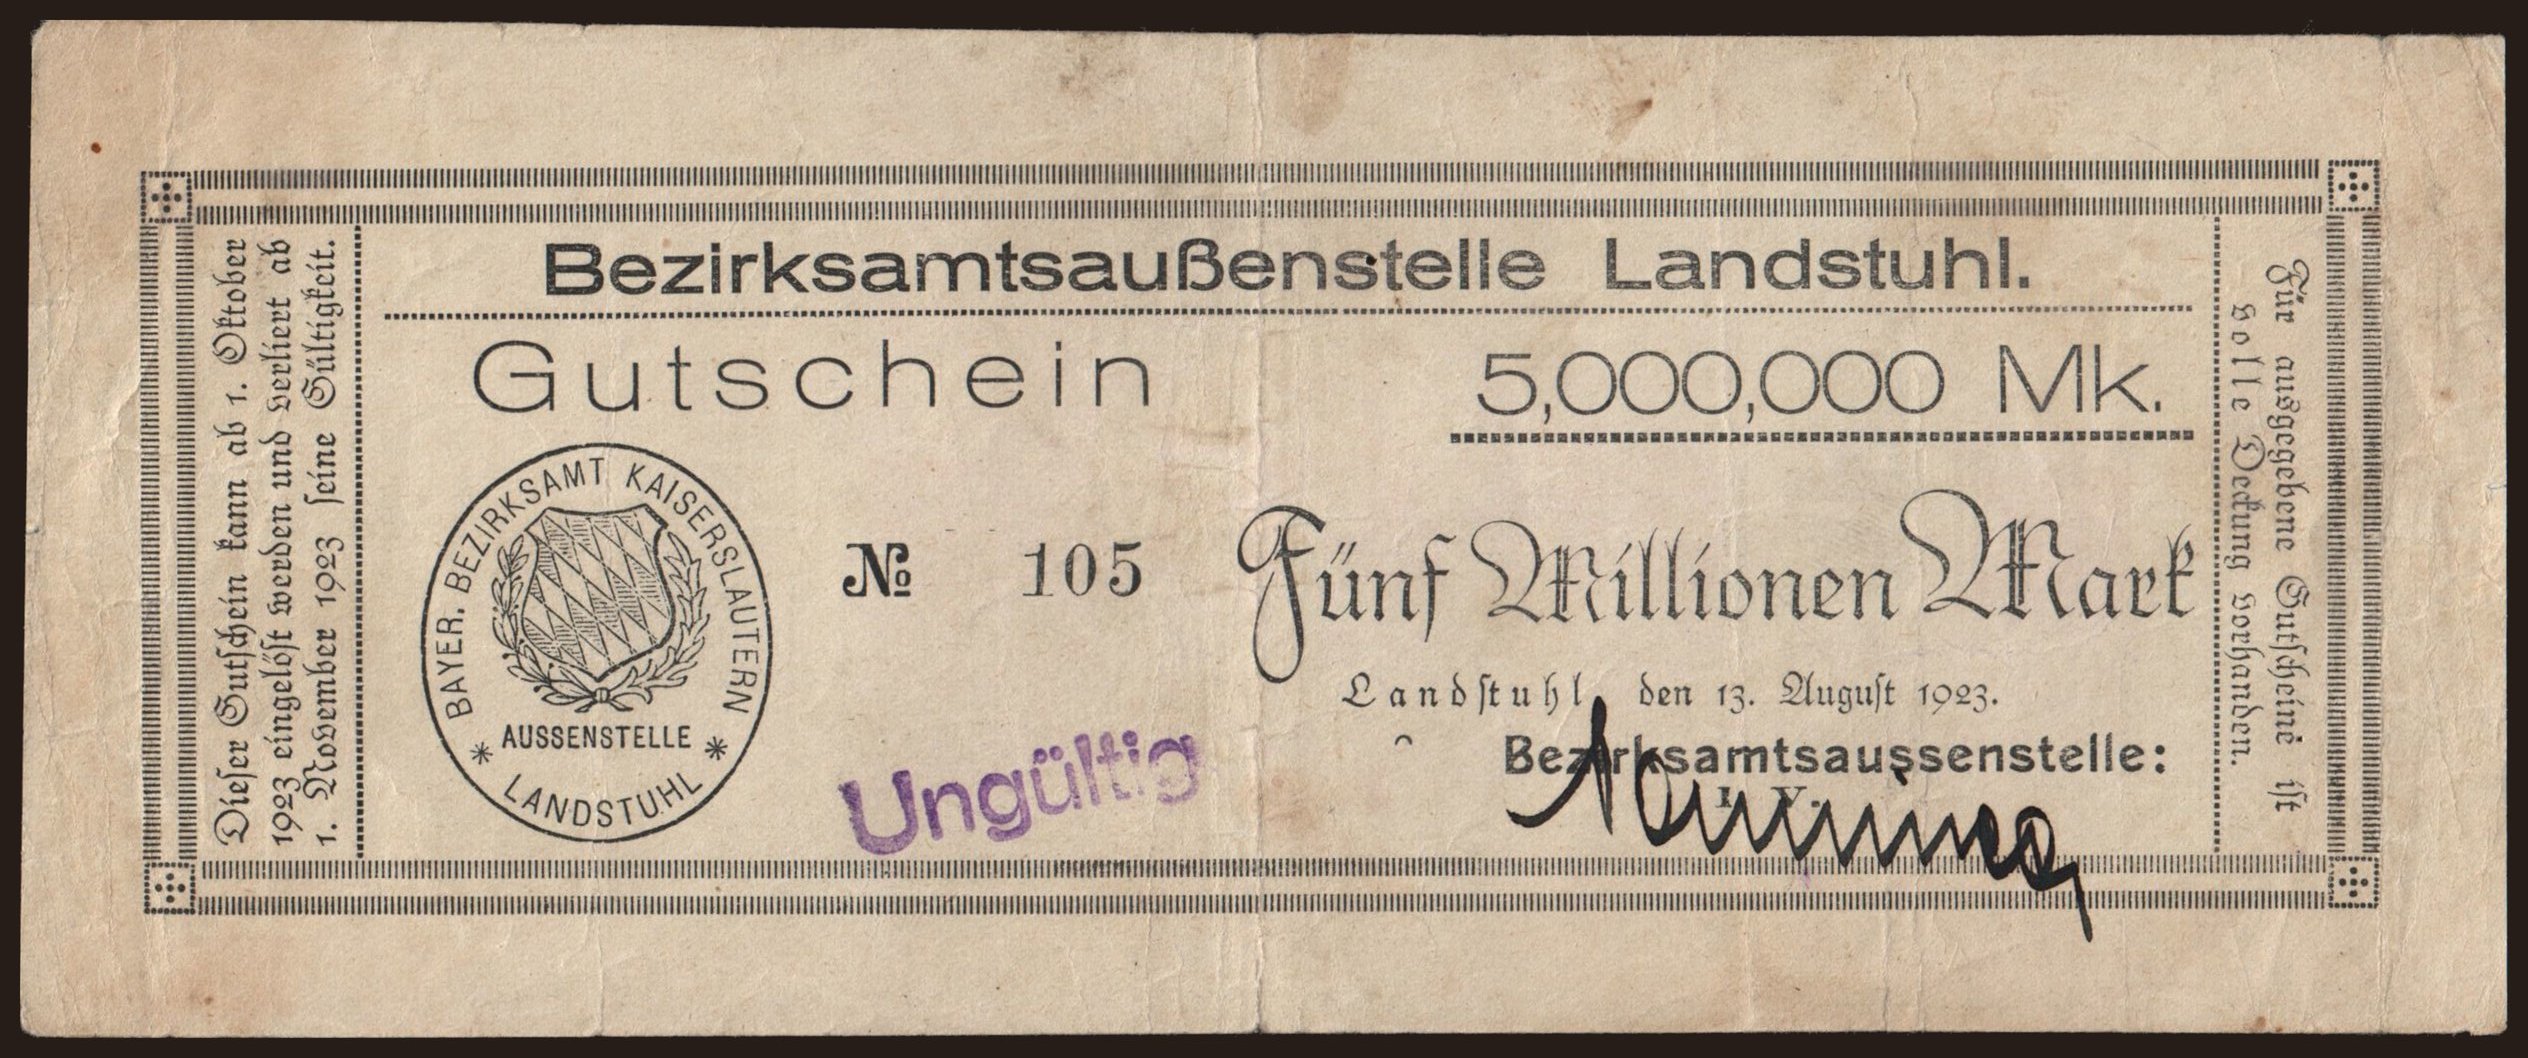 Bezirksamtsaußenstelle Landstuhl.
Gutschein 5,000,000 Mk.
BAYER. BEZIRKSAMT KAISERSLAUTERN
* AUSSENSTELLE *
LANDSTUHL
№ 105
Fünf Millionen Mark
Landstuhl, den 13. August 1923.
Bezirksamtsaussenstelle:
I. V.
Ungültig
Dieser Gutschein kann ab 1. Oktober
1923 eingelöst werden und verliert ab
1. November 1923 seine Gültigkeit.
Für ausgegebene Gutscheine ist
volle Deckung vorhanden.